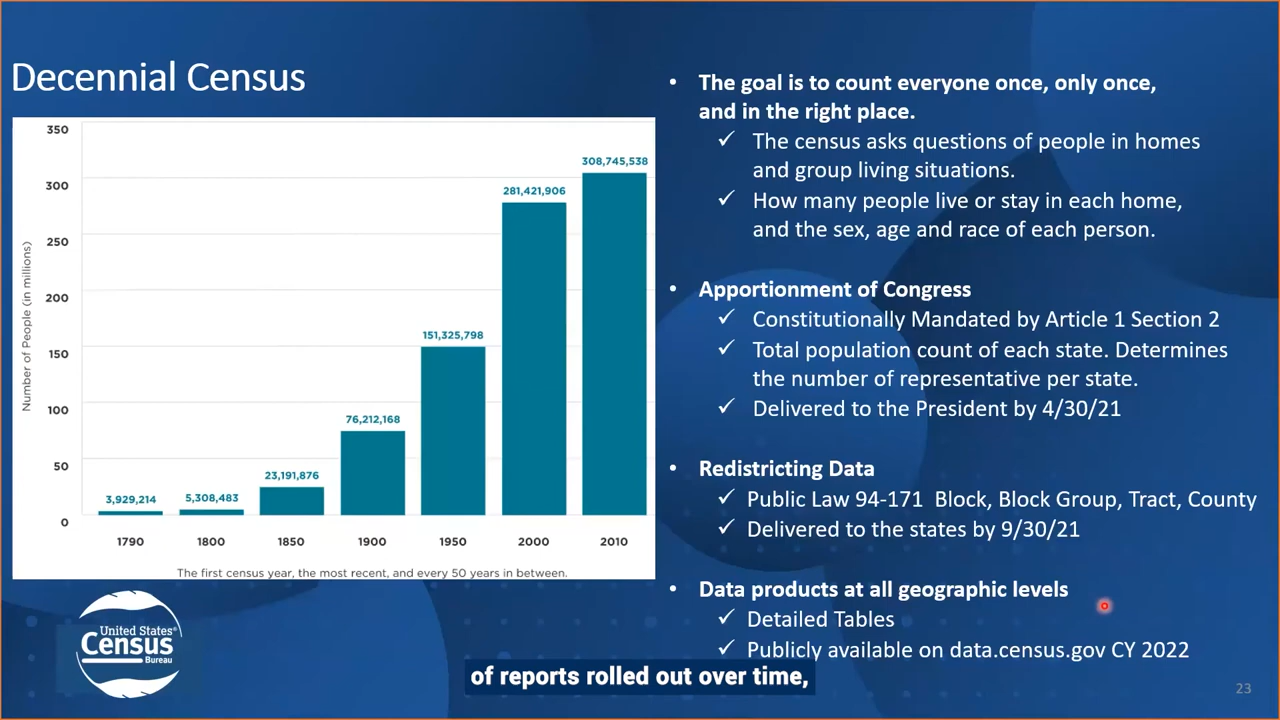 Decennial Census
350
300
250
200
150
100
50
0
Number of People (in millions)
3,929,214
5,308,483
23,191,876
76,212,168
151,325,798
281,421,906
308,745,538
1790 1800 1850 1900 1950 2000 2010
The first census year, the most recent, and every 50 years in between.
United States®
Census
Bureau
• The goal is to count everyone once, only once,
and in the right place.
✓ The census asks questions of people in homes
and group living situations.
✓ How many people live or stay in each home,
and the sex, age and race of each person.
• Apportionment of Congress
✓ Constitutionally Mandated by Article 1 Section 2
✓ Total population count of each state. Determines
the number of representative per state.
✓ Delivered to the President by 4/30/21
• Redistricting Data
✓ Public Law 94-171 Block, Block Group, Tract, County
✓ Delivered to the states by 9/30/21
• Data products at all geographic levels
✓ Detailed Tables
✓ Publicly available on data.census.gov CY 2022
of reports rolled out over time,
23